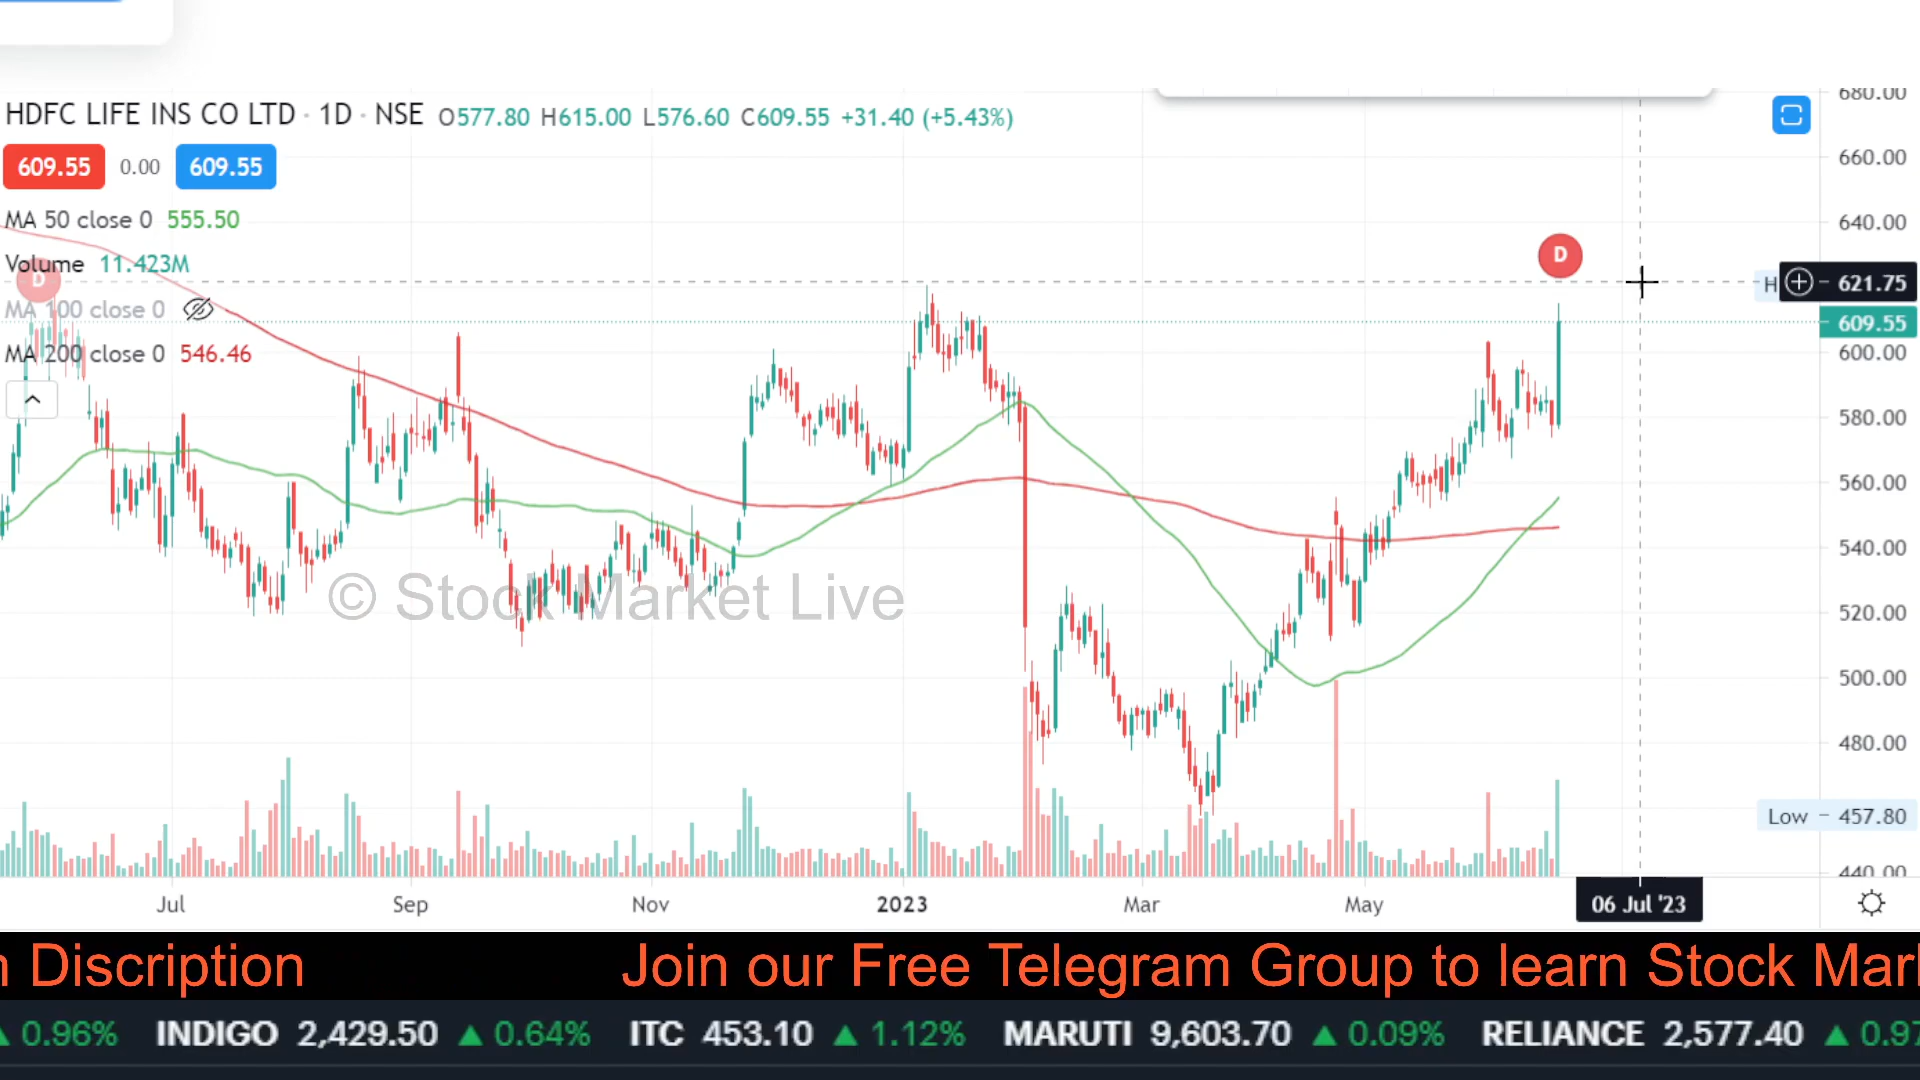 HDFC LIFE INS CO LTD · 1D · NSE O577.80 H615.00 L576.60 C609.55 +31.40 (+5.43%)
609.55 0.00 609.55
MA 50 close 0 555.50
Volume 11.423M
D
MA 100 close 0
MA 200 close 0 546.46
D
680.00
660.00
640.00
H
621.75
609.55
600.00
580.00
560.00
540.00
520.00
500.00
480.00
Low 457.80
440.00
© Stock Market Live
Jul Sep Nov 2023 Mar May 06 Jul '23
n Discription Join our Free Telegram Group to learn Stock Mar
▲ 0.96% INDIGO 2,429.50 ▲ 0.64% ITC 453.10 ▲ 1.12% MARUTI 9,603.70 ▲ 0.09% RELIANCE 2,577.40 ▲ 0.97